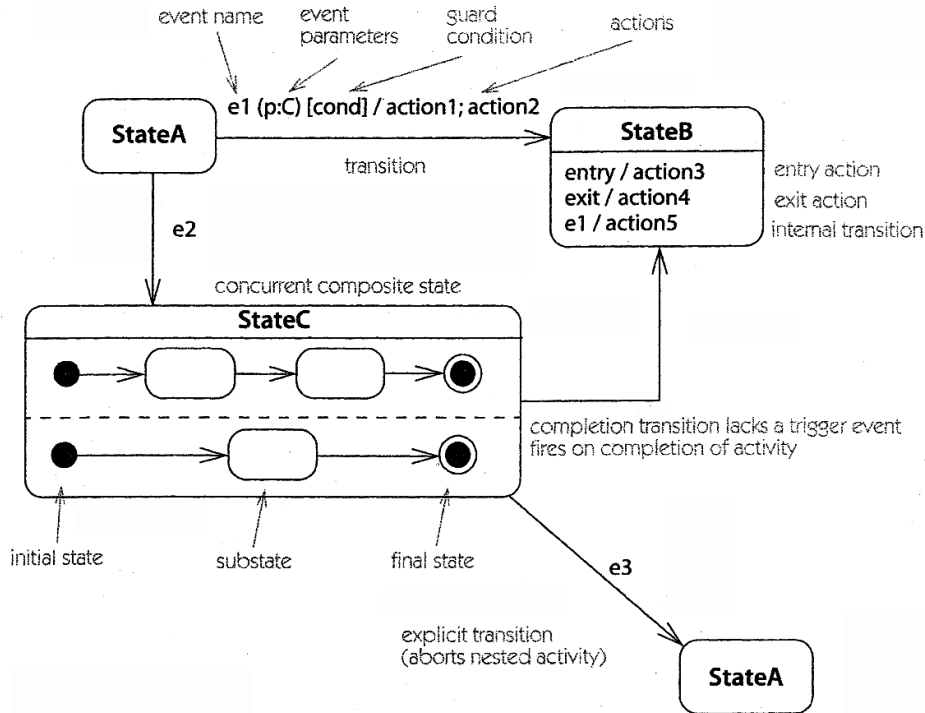 event name
event
parameters
guard
condition
actions
e1 (p:C) [cond] / action1; action2
StateA
transition
StateB
entry / action3
exit / action4
e1 / action5
entry action
exit action
internal transition
e2
concurrent composite state
StateC
completion transition lacks a trigger event
fires on completion of activity
initial state
substate
final state
e3
explicit transition
(aborts nested activity)
StateA